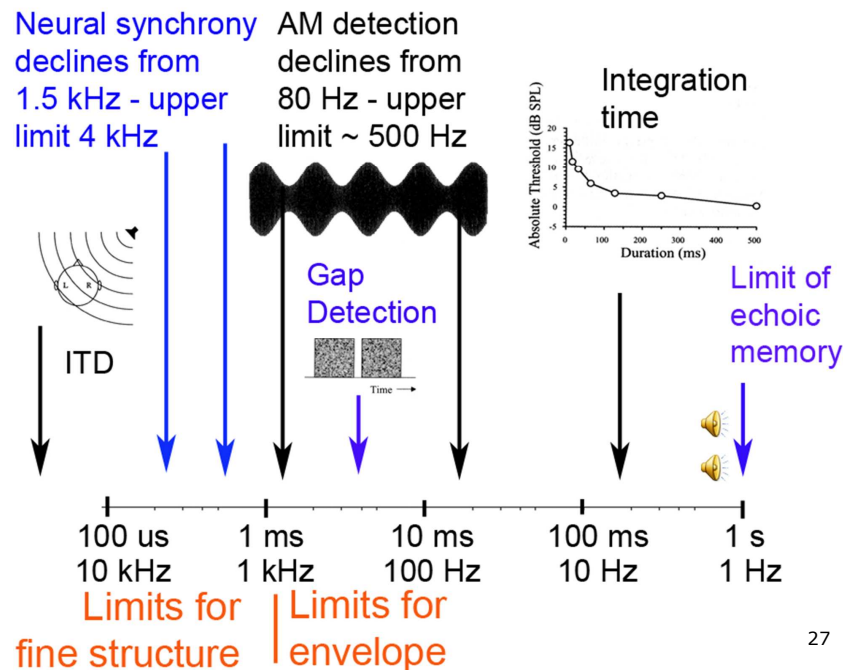 Neural synchrony
declines from
1.5 kHz - upper
limit 4 kHz
AM detection
declines from
80 Hz - upper
limit ~ 500 Hz
Integration
time
Absolute Threshold (dB SPL)
20
15
10
5
0
-5
0
100
200
300
400
500
Duration (ms)
L
R
ITD
Gap
Detection
Time
Limit of
echoic
memory
100 us
10 kHz
1 ms
1 kHz
10 ms
100 Hz
100 ms
10 Hz
1 s
1 Hz
Limits for
fine structure
Limits for
envelope
27